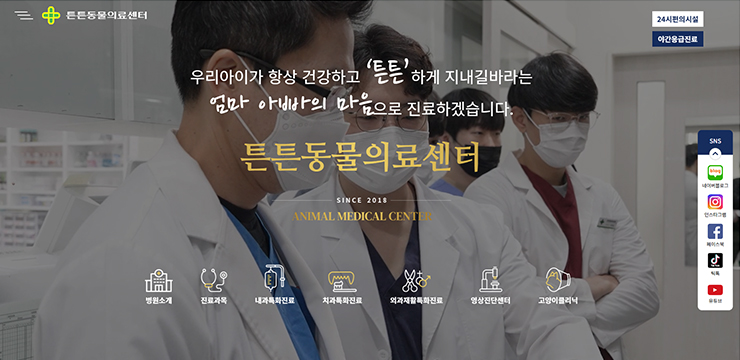 튼튼동물의료센터
24시편의시설
야간응급진료
우리아이가 항상 건강하고 '튼튼'하게 지내길바라는
엄마 아빠의 마음으로 진료하겠습니다.
튼튼동물의료센터
SINCE 2018
ANIMAL MEDICAL CENTER
SNS
blog
네이버블로그
인스타그램
페이스북
틱톡
유튜브
병원소개
진료과목
내과특화진료
치과특화진료
외과재활특화진료
영상진단센터
고양이클리닉